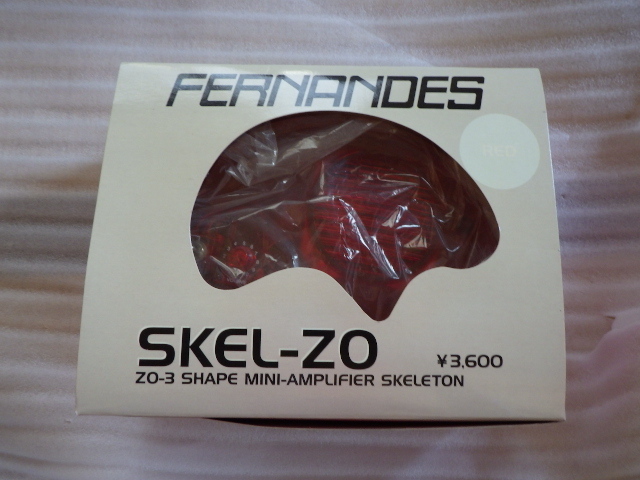 FERNANDES
RED
SKEL-ZO
¥3,600
ZO-3 SHAPE MINI-AMPLIFIER SKELETON